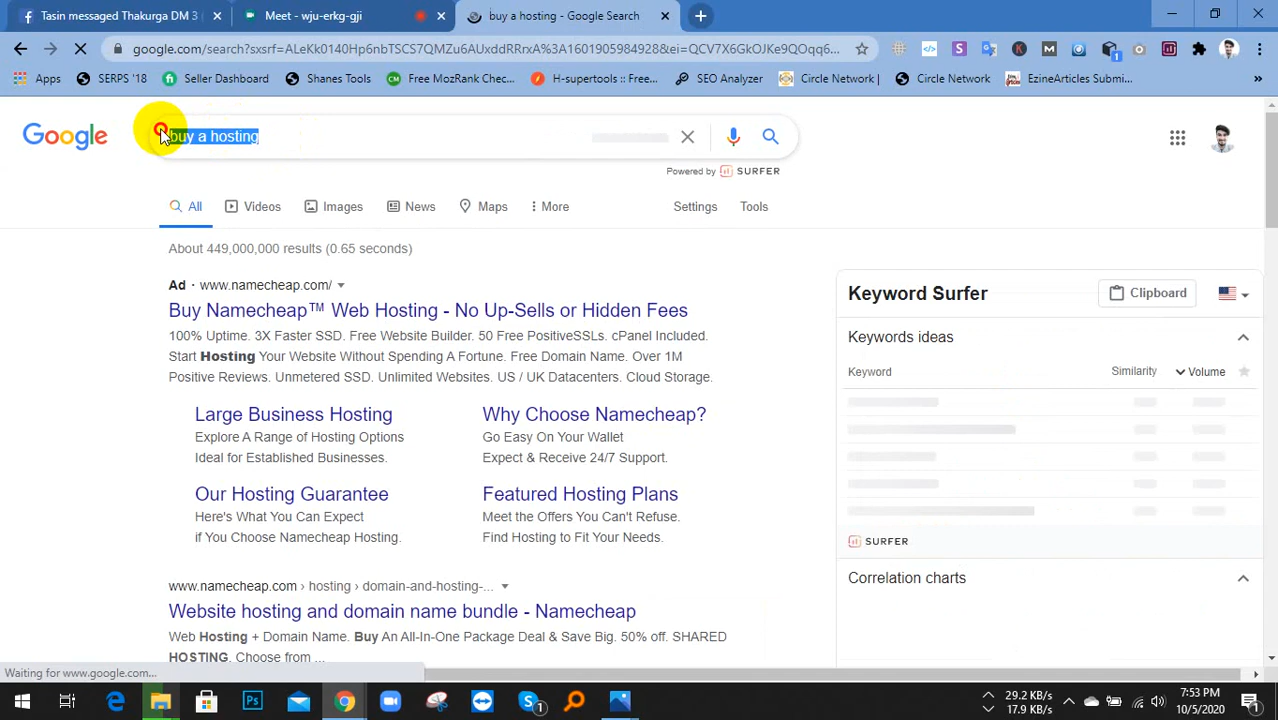 Tasin messaged Thakurga DM 3
Meet - wju-erkg-gji
buy a hosting - Google Search
google.com/search?sxsrf=ALeKk0140Hp6nbTSCS7QMZu6AUxddRRrxA%3A1601905984928&ei=QCV7X6GkOJKe9QOqq6...
Apps
SERPS '18
Seller Dashboard
Shanes Tools
Free MozRank Chec...
H-supertools :: Free...
SEO Analyzer
Circle Network |
Circle Network
EzineArticles Submi...
Google
buy a hosting
Powered by SURFER
All
Videos
Images
News
Maps
More
Settings
Tools
About 449,000,000 results (0.65 seconds)
Ad · www.namecheap.com/
Buy Namecheap™ Web Hosting - No Up-Sells or Hidden Fees
100% Uptime. 3X Faster SSD. Free Website Builder. 50 Free PositiveSSLs. cPanel Included.
Start Hosting Your Website Without Spending A Fortune. Free Domain Name. Over 1M
Positive Reviews. Unmetered SSD. Unlimited Websites. US / UK Datacenters. Cloud Storage.
Large Business Hosting
Explore A Range of Hosting Options
Ideal for Established Businesses.
Why Choose Namecheap?
Go Easy On Your Wallet
Expect & Receive 24/7 Support.
Our Hosting Guarantee
Here's What You Can Expect
if You Choose Namecheap Hosting.
Featured Hosting Plans
Meet the Offers You Can't Refuse.
Find Hosting to Fit Your Needs.
www.namecheap.com › hosting › domain-and-hosting-...
Website hosting and domain name bundle - Namecheap
Web Hosting + Domain Name. Buy An All-In-One Package Deal & Save Big. 50% off. SHARED
HOSTING. Choose from ...
Keyword Surfer
Clipboard
Keywords ideas
Keyword
Similarity
Volume
SURFER
Correlation charts
Waiting for www.google.com...
29.2 KB/s
17.9 KB/s
7:53 PM
10/5/2020